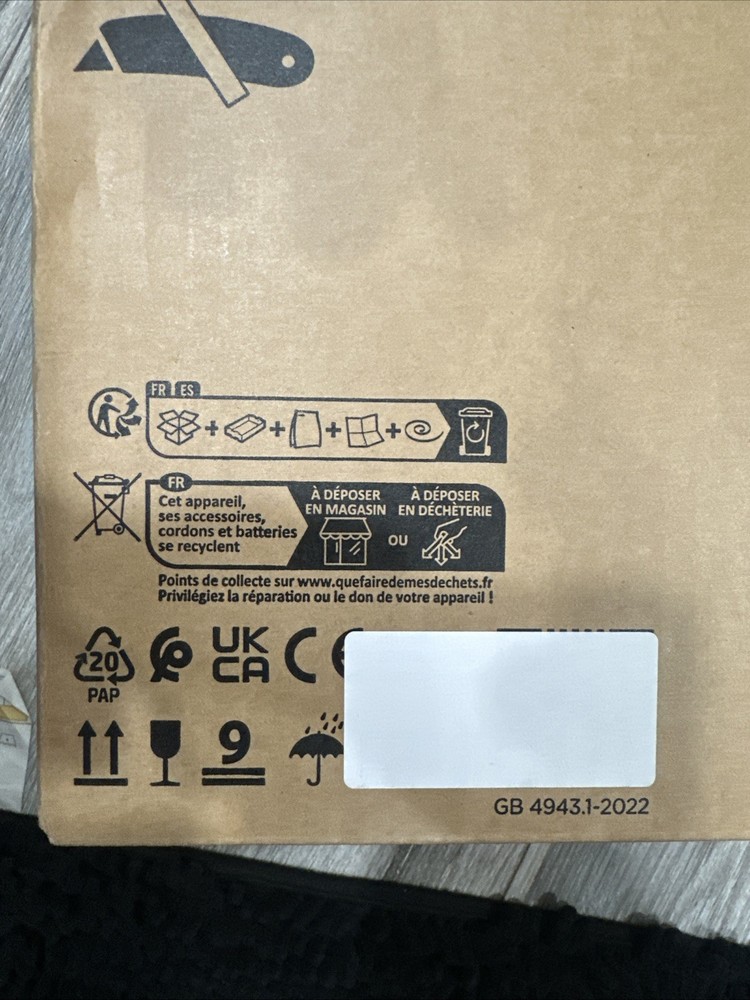 FR ES
FR
Cet appareil,
ses accessoires,
cordons et batteries
se recyclent
À DÉPOSER
EN MAGASIN
OU
À DÉPOSER
EN DÉCHÈTERIE
Points de collecte sur www.quefairedemesdechets.fr
Privilégiez la réparation ou le don de votre appareil !
20
PAP
UK
CA
CE
9
GB 4943.1-2022